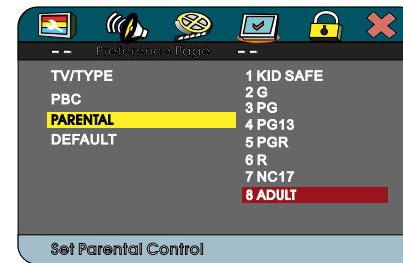 -- Preference Page --
TV/TYPE
PBC
PARENTAL
DEFAULT
1 KID SAFE
2 G
3 PG
4 PG13
5 PGR
6 R
7 NC17
8 ADULT
Set Parental Control